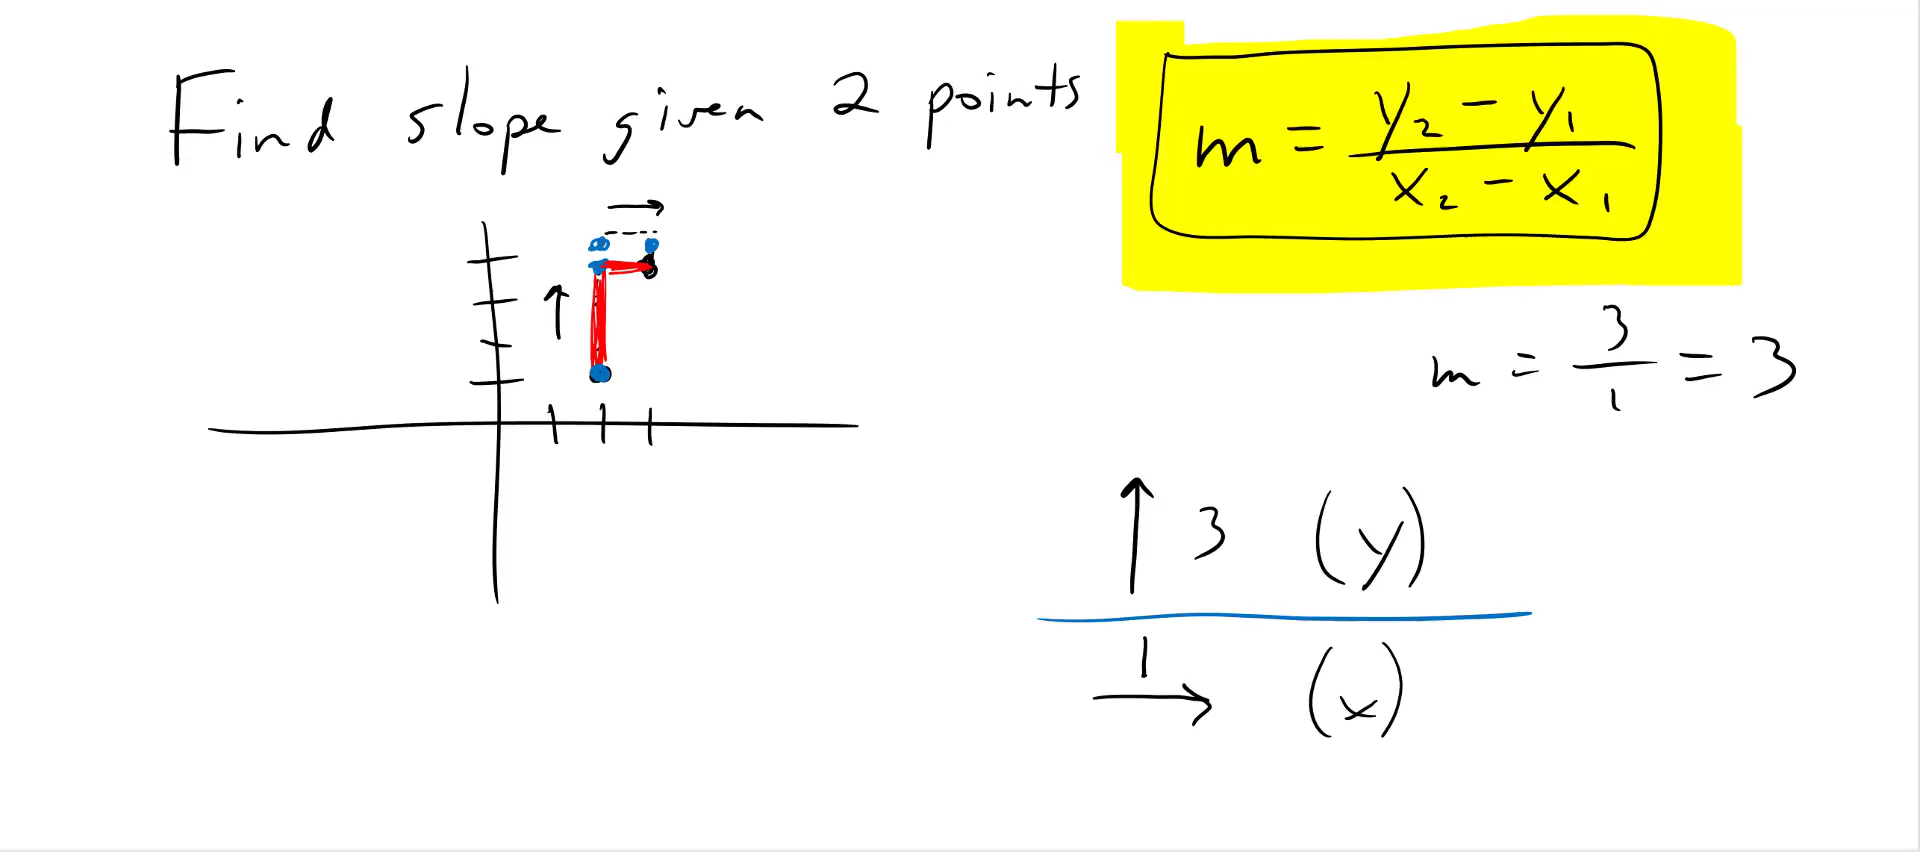 Find slope given 2 points
m = y₂ - y₁ / x₂ - x₁
m = 3/1 = 3
↑ 3 (y)
1 → (x)